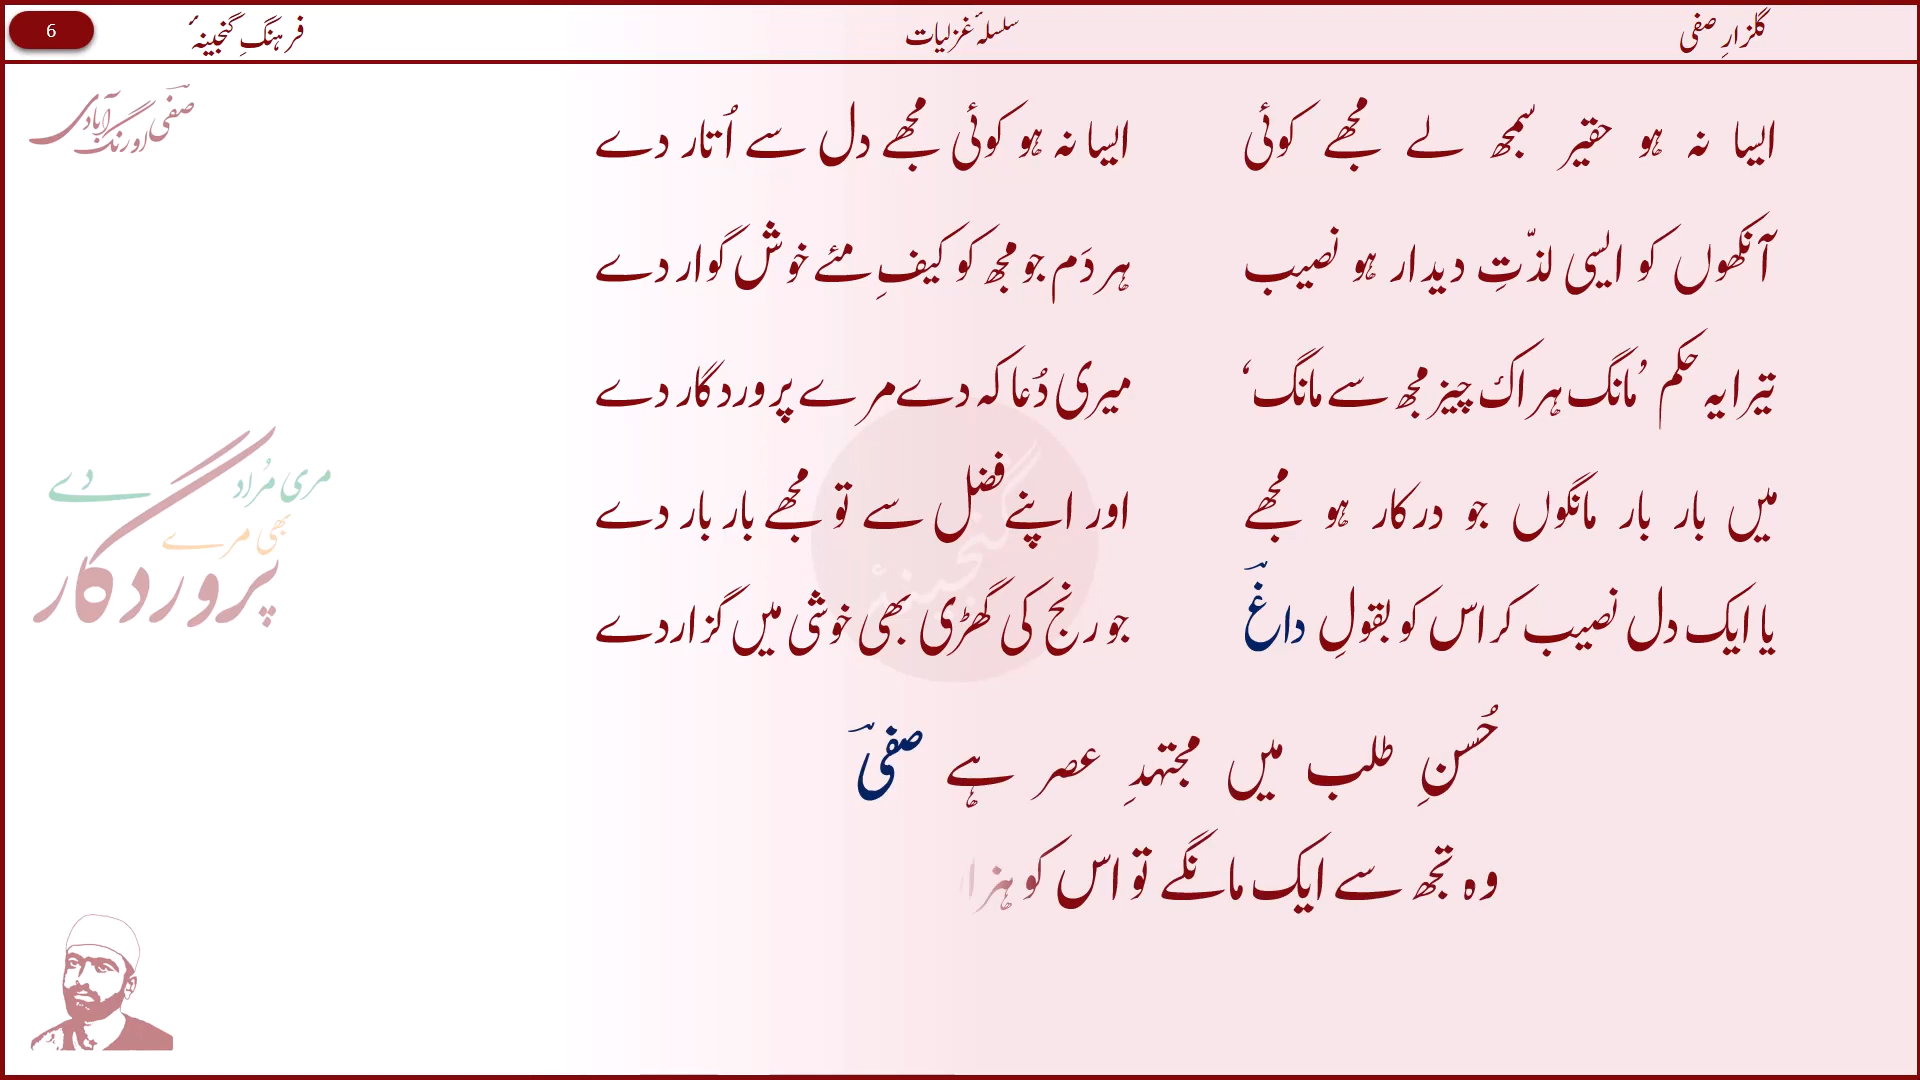 گلزارِ صفی
سلسلۂ غزلیات
فرہنگِ گنجینۂ
6
صفیؔ اورنگ آبادی
ایسا نہ ہو حقیر سمجھ لے مجھے کوئی
ایسا نہ ہو کوئی مجھے دل سے اُتار دے
آنکھوں کو ایسی لذّتِ دیدار ہو نصیب
ہر دَم جو مجھ کو کیفِ مئے خوش گوار دے
تیرا یہ حکم ’مانگ ہر اک چیز مجھ سے مانگ‘
میری دُعا کہ دے مرے پروردگار دے
میں بار بار مانگوں جو درکار ہو مجھے
اور اپنے فضل سے تو مجھے بار بار دے
یا ایک دل نصیب کر اس کو بقولِ داغؔ
جو رنج کی گھڑی بھی خوشی میں گزار دے
حُسنِ طلب میں مجتہدِ عصر ہے صفیؔ
وہ تجھ سے ایک مانگے تو اس کو ہزار
مری مُراد دے
بھی مرے
پروردگار
گنجینۂ